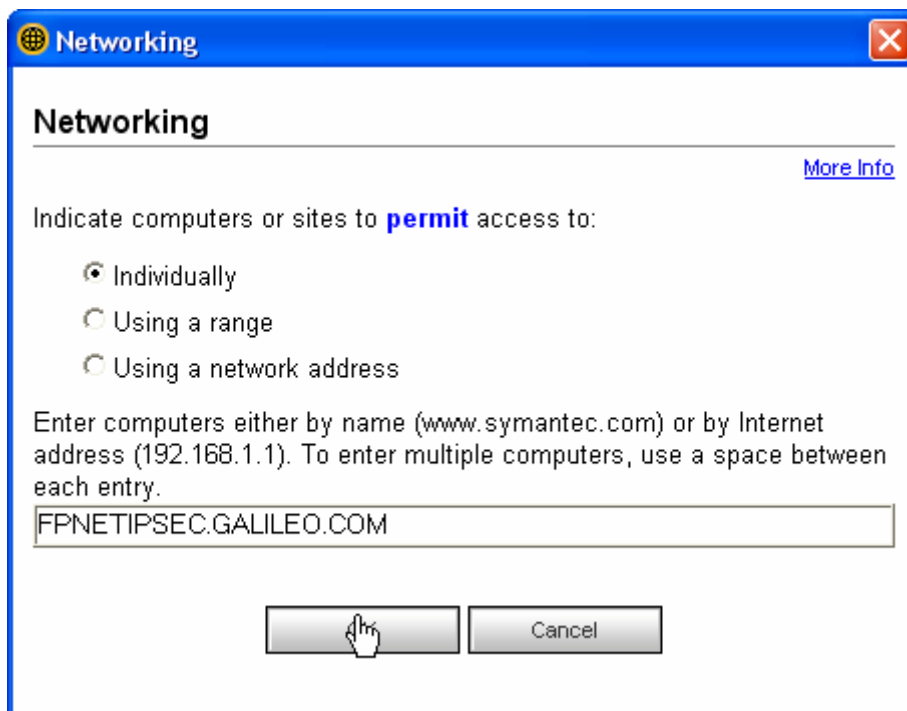 Networking
Networking
More Info
Indicate computers or sites to permit access to:
Individually
Using a range
Using a network address
Enter computers either by name (www.symantec.com) or by Internet
address (192.168.1.1). To enter multiple computers, use a space between
each entry.
FPNETIPSEC.GALILEO.COM
Cancel